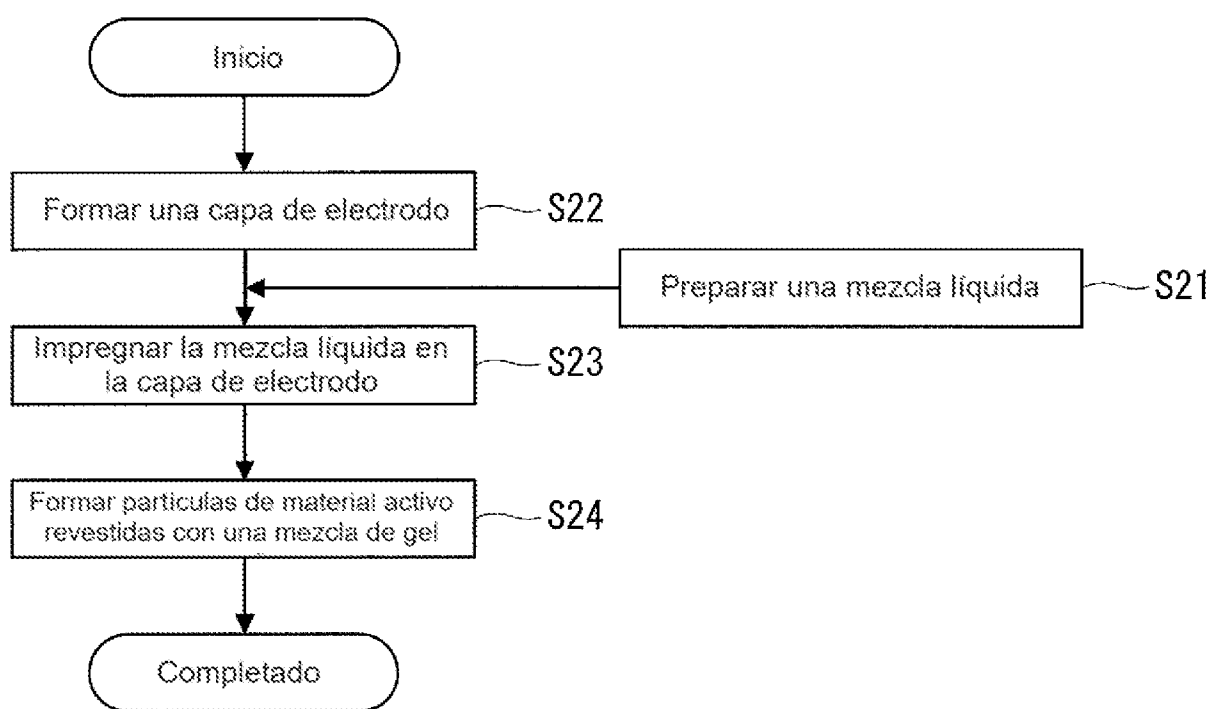 Inicio
Formar una capa de electrodo
S22
Preparar una mezcla líquida
S21
Impregnar la mezcla líquida en
la capa de electrodo
S23
Formar partículas de material activo
revestidas con una mezcla de gel
S24
Completado